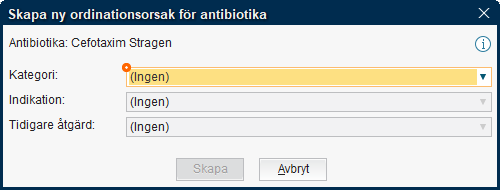 Skapa ny ordinationsorsak för antibiotika
Antibiotika: Cefotaxim Stragen
Kategori: (Ingen)
Indikation: (Ingen)
Tidigare åtgärd: (Ingen)
Skapa Avbryt